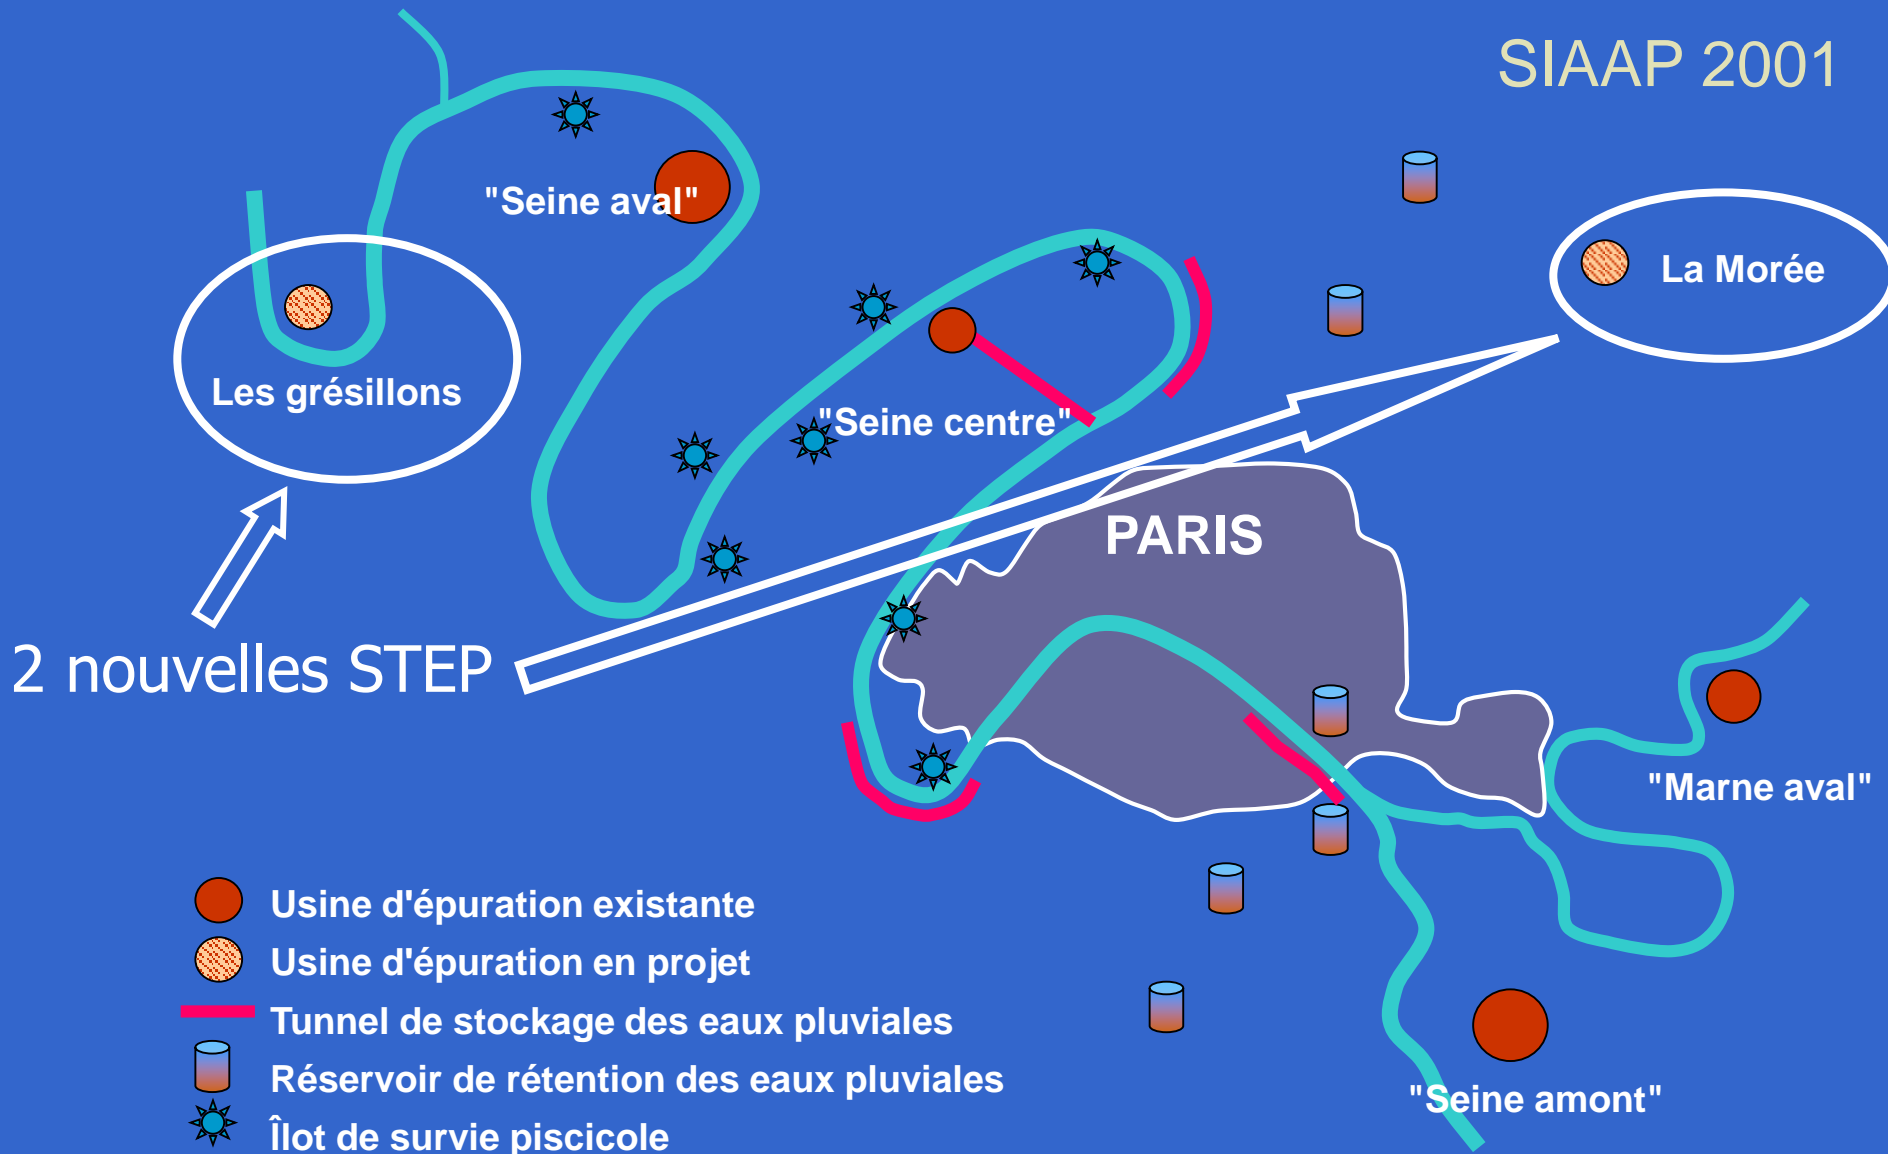 SIAAP 2001
"Seine aval"
La Morée
Les grésillons
"Seine centre"
PARIS
2 nouvelles STEP
"Marne aval"
Usine d'épuration existante
Usine d'épuration en projet
Tunnel de stockage des eaux pluviales
Réservoir de rétention des eaux pluviales
"Seine amont"
Îlot de survie piscicole